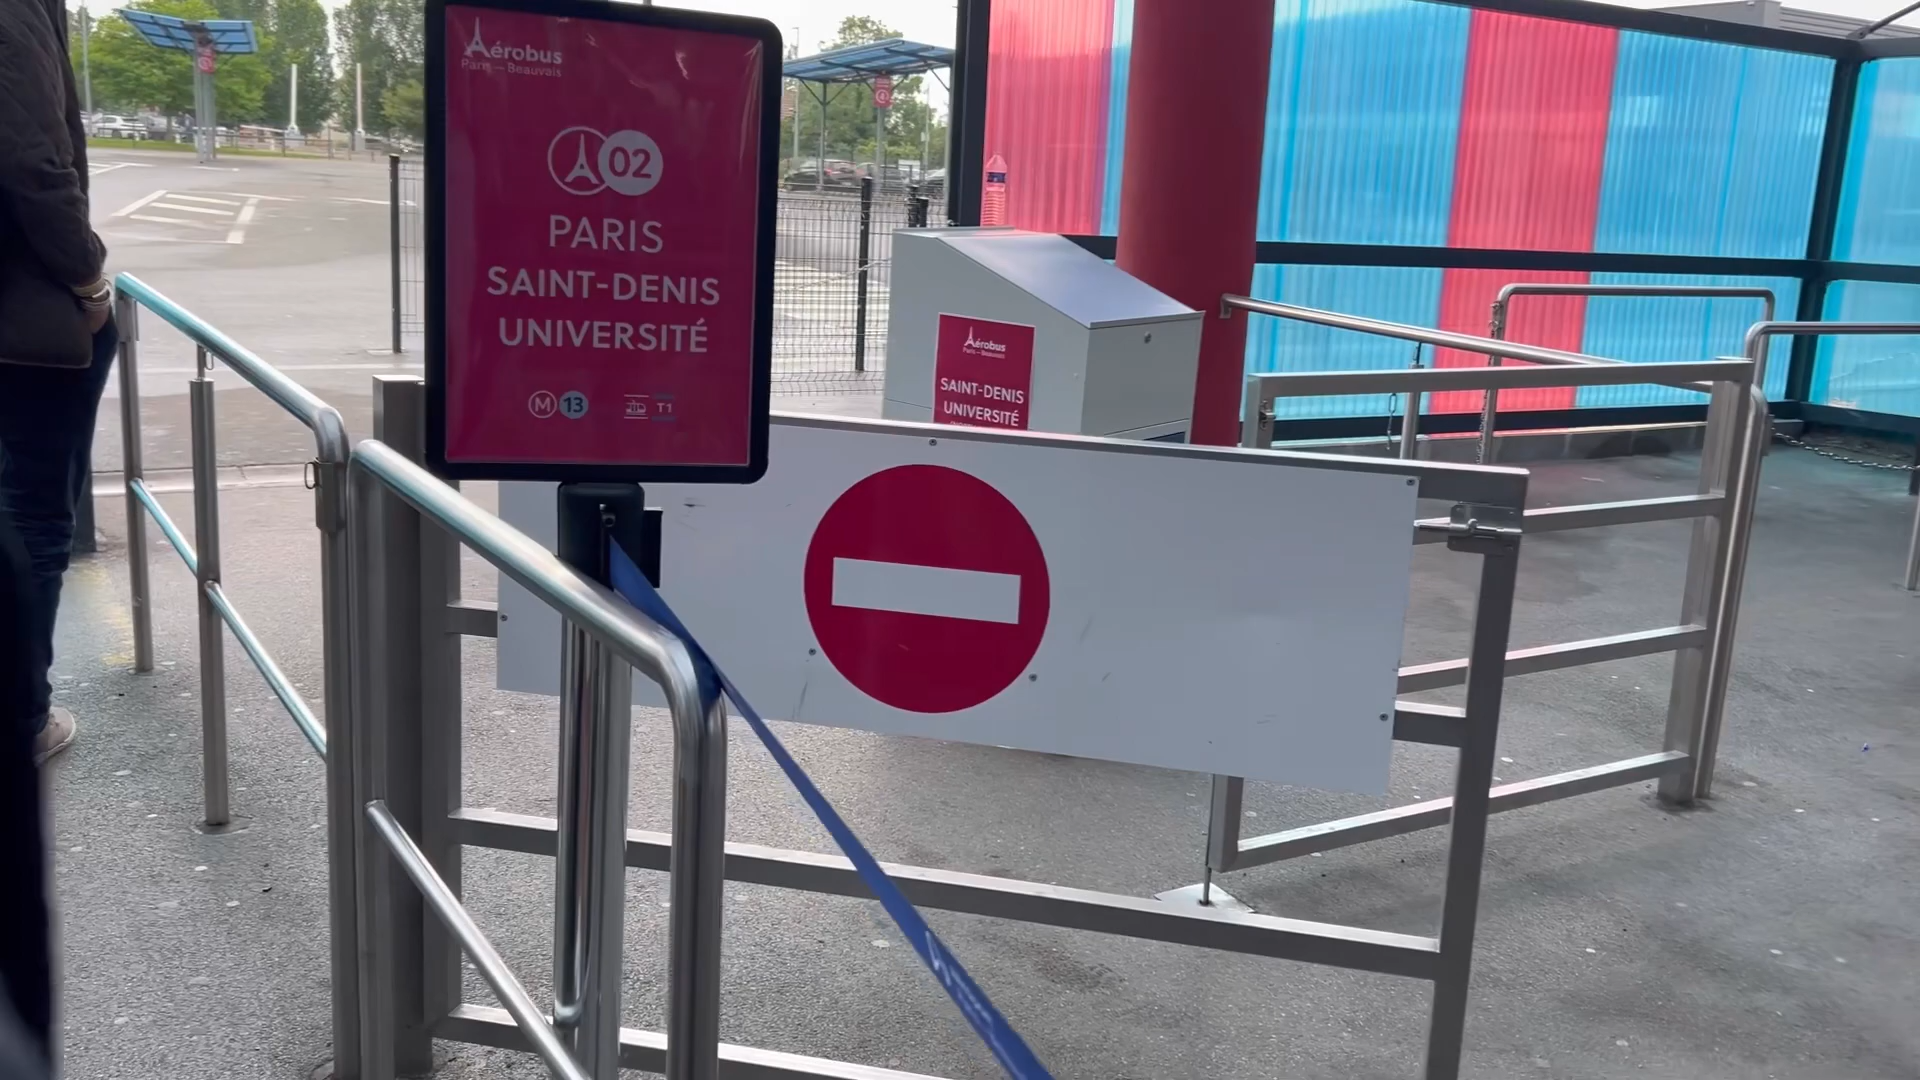 Aérobus
Paris — Beauvais
02
PARIS
SAINT-DENIS
UNIVERSITÉ
M 13 T1
Aérobus
Paris — Beauvais
SAINT-DENIS
UNIVERSITÉ